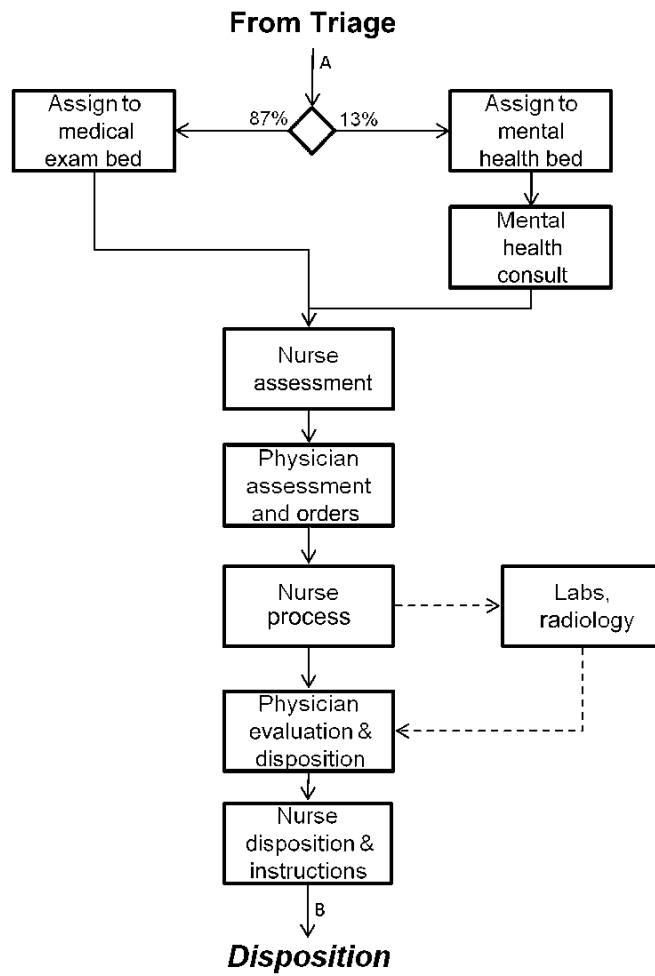 From Triage
A
Assign to
medical
exam bed
87%
13%
Assign to
mental
health bed
Mental
health
consult
Nurse
assessment
Physician
assessment
and orders
Nurse
process
Labs,
radiology
Physician
evaluation &
disposition
Nurse
disposition &
instructions
B
Disposition